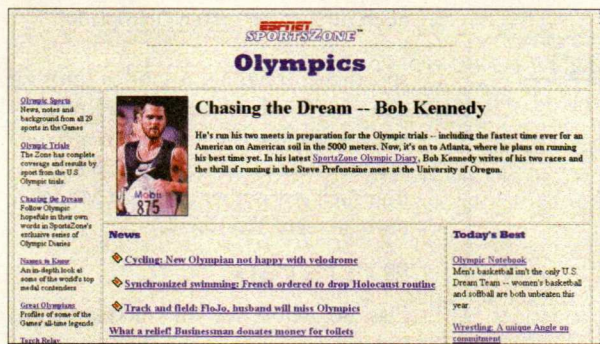 ESPNET
SPORTSZONE™
Olympics
Olympic Sports
News, notes and
background from all 29
sports in the Games
Olympic Trials
The Zone has complete
coverage and results by
sport from the U.S.
Olympic trials.
Chasing the Dream
Follow Olympic
hopefuls in their own
words in SportsZone's
exclusive series of
Olympic Diaries
Names to Know
An in-depth look at
some of the world's top
medal contenders
Great Olympians
Profiles of some of the
Games' all-time legends
Torch Relay
Mobil
875
Chasing the Dream -- Bob Kennedy
He's run his two meets in preparation for the Olympic trials -- including the fastest time ever for an
American on American soil in the 5000 meters. Now, it's on to Atlanta, where he plans on running
his best time yet. In his latest SportsZone Olympic Diary, Bob Kennedy writes of his two races and
the thrill of running in the Steve Prefontaine meet at the University of Oregon.
News
Cycling: New Olympian not happy with velodrome
Synchronized swimming: French ordered to drop Holocaust routine
Track and field: FloJo, husband will miss Olympics
What a relief! Businessman donates money for toilets
Today's Best
Olympic Notebook
Men's basketball isn't the only U.S.
Dream Team -- women's basketball
and softball are both unbeaten this
year.
Wrestling: A unique Angle on
commitment